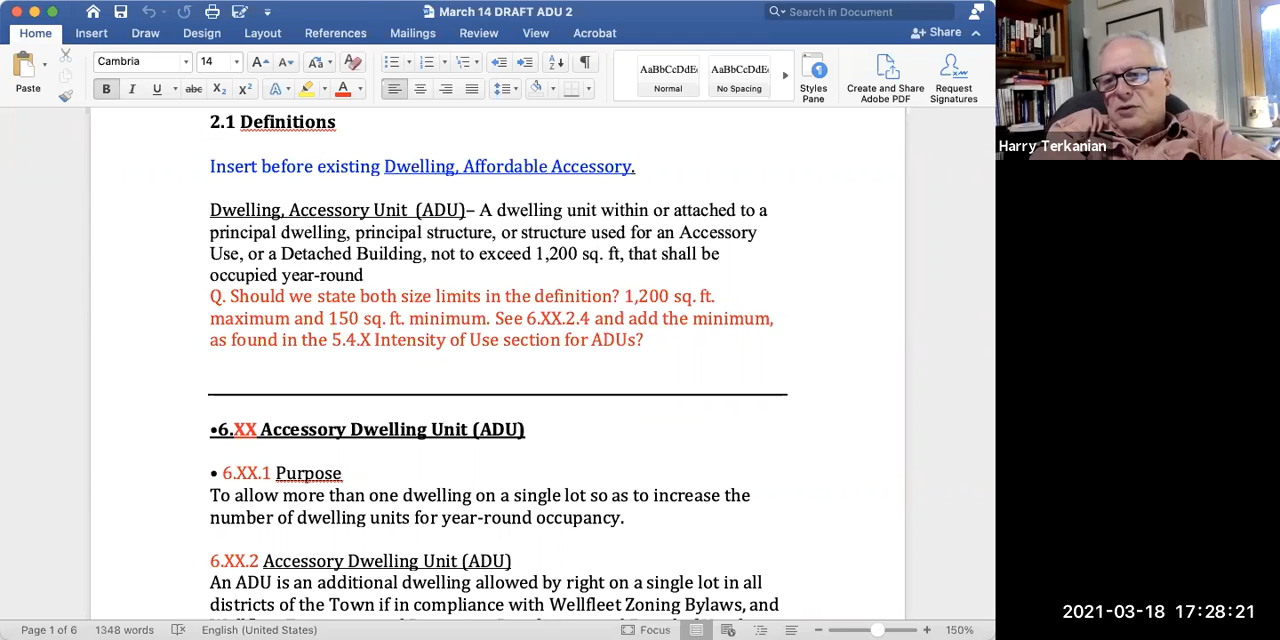 March 14 DRAFT ADU 2
Search in Document
Home Insert Draw Design Layout References Mailings Review View Acrobat
Share
Paste
Cambria 14
AaBbCcDdE AaBbCcDdE
Normal No Spacing
Styles Pane
Create and Share Adobe PDF
Request Signatures
B I U abc X₂ X²
2.1 Definitions
Insert before existing Dwelling, Affordable Accessory.
Dwelling, Accessory Unit (ADU)– A dwelling unit within or attached to a
principal dwelling, principal structure, or structure used for an Accessory
Use, or a Detached Building, not to exceed 1,200 sq. ft, that shall be
occupied year-round
Q. Should we state both size limits in the definition? 1,200 sq. ft.
maximum and 150 sq. ft. minimum. See 6.XX.2.4 and add the minimum,
as found in the 5.4.X Intensity of Use section for ADUs?
•6.XX Accessory Dwelling Unit (ADU)
• 6.XX.1 Purpose
To allow more than one dwelling on a single lot so as to increase the
number of dwelling units for year-round occupancy.
6.XX.2 Accessory Dwelling Unit (ADU)
An ADU is an additional dwelling allowed by right on a single lot in all
districts of the Town if in compliance with Wellfleet Zoning Bylaws, and
Page 1 of 6 1348 words English (United States) Focus 150%
Harry Terkanian
2021-03-18 17:28:21